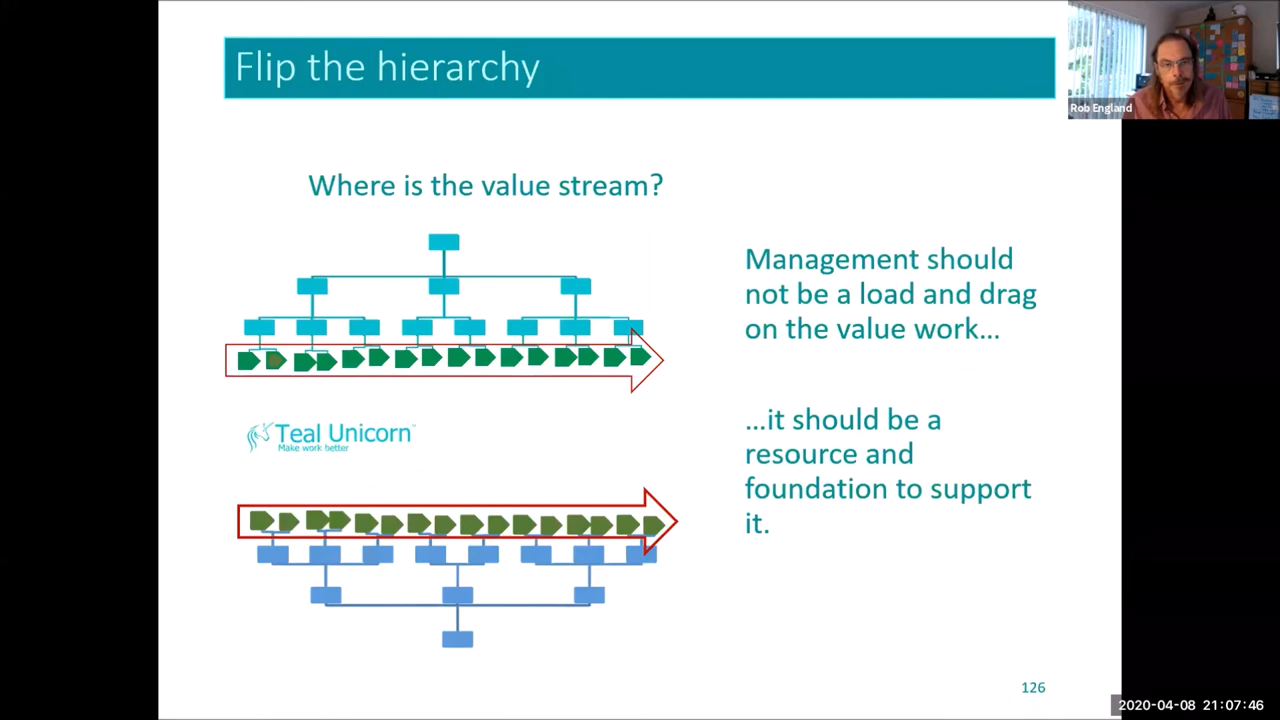 Flip the hierarchy
Rob England
Where is the value stream?
Management should
not be a load and drag
on the value work...
...it should be a
resource and
foundation to support
it.
Teal Unicorn™
Make work better
126
2020-04-08 21:07:46